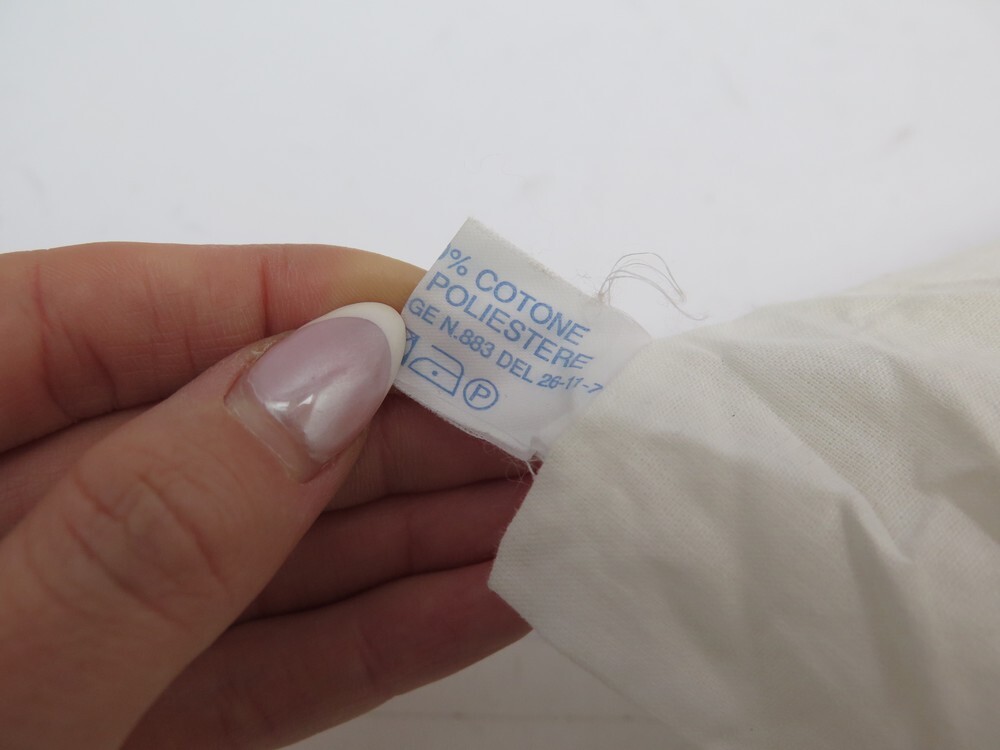 % COTONE
POLIESTERE
GE N.883 DEL 26-11-7
P